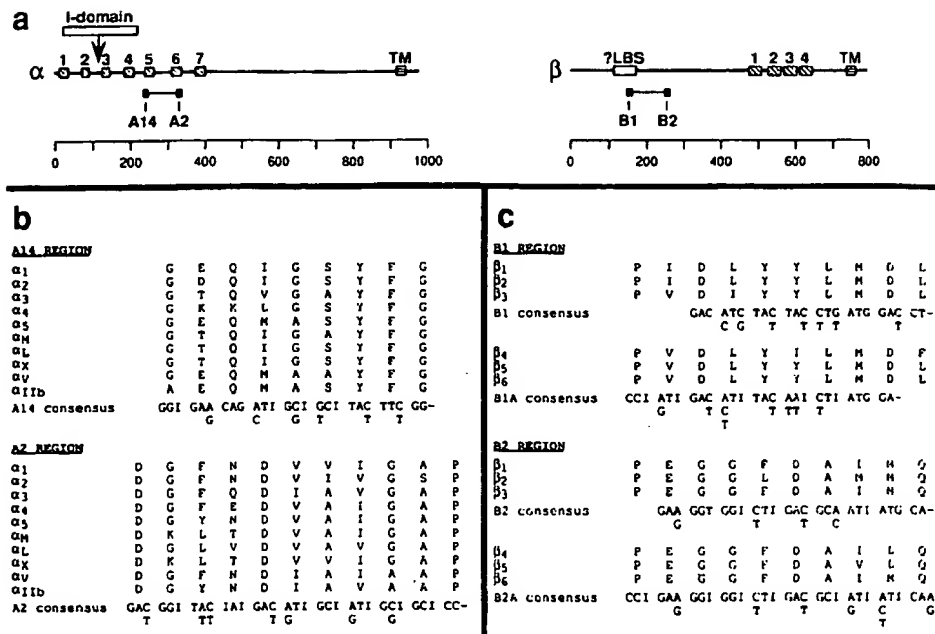 a
I-domain
1 2 3 4 5 6 7 TM
α
A14 A2
0 200 400 600 800 1000
?LBS 1 2 3 4 TM
β
B1 B2
0 200 400 600 800
b
A14 REGION
α1 G E Q I G S Y F G
α2 G D Q I G S Y F G
α3 G T Q V G A Y F G
α4 G K K L G S Y F G
α5 G E Q M A S Y F G
αM G T Q I G A Y F G
αL G T Q I G S Y F G
αX G T Q I G S Y F G
αV G E Q M A S Y F G
αIIb A E Q M A S Y F G
A14 consensus GGI GAA CAG ATI GCI GCI TAC TTC GG-
G C G T T T
A2 REGION
α1 D G F N D V V I G A P
α2 D G F N D V I V G S P
α3 D G F Q D I A V G A P
α4 D G F E D V A I G A P
α5 D G Y N D V A I G A P
αM D K L T D V A I G A P
αL D G L V D V A V G A P
αX D K L T D V V I G A P
αV D G F N D I A I A A P
αIIb D G Y N D I A V A A P
A2 consensus GAC GGI TAC IAI GAC ATI GCI ATI GCI GCI CC-
T TT T G G G
c
B1 REGION
β1 P I D L Y Y L M D L
β2 P I D L Y Y L M D L
β3 P V D I Y Y L M D L
B1 consensus GAC ATC TAC TAC CTG ATG GAC CT-
C G T T T T T
β4 P V D L Y I L M D F
β5 P V D L Y Y L M D L
β6 P V D L Y Y L M D L
B1A consensus CCI ATI GAC ATI TAC AAI CTI ATG GA-
G T C T TT T
T
B2 REGION
β1 P E G G F D A I M Q
β2 P E G G L D A M M Q
β3 P E G G F D A I M Q
B2 consensus GAA GGT GGI CTI GAC GCA ATI ATG CA-
G T T C
β4 P E G G F D A I L Q
β5 P E G G F D A V L Q
β6 P E G G F D A I M Q
B2A consensus CCI GAA GGI GGI CTI GAC GCI ATI ATI CAA
G T T G C G
T